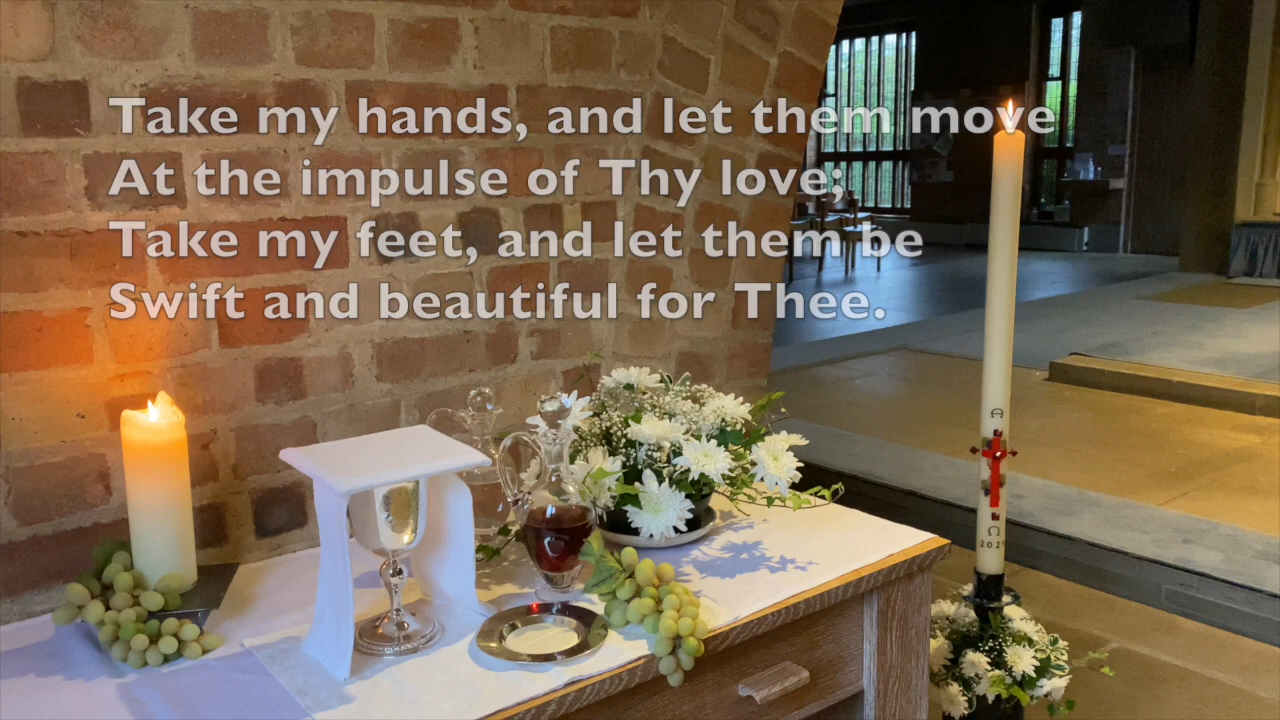 Take my hands, and let them move
At the impulse of Thy love;
Take my feet, and let them be
Swift and beautiful for Thee.
Α
Ω